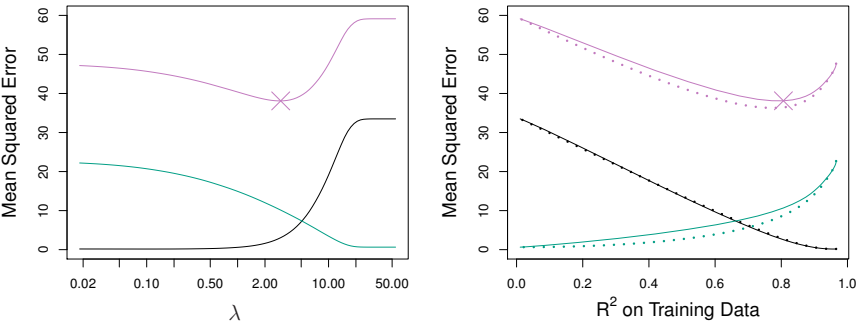 Mean Squared Error
0 10 20 30 40 50 60
0.02 0.10 0.50 2.00 10.00 50.00
λ
Mean Squared Error
0 10 20 30 40 50 60
0.0 0.2 0.4 0.6 0.8 1.0
R² on Training Data